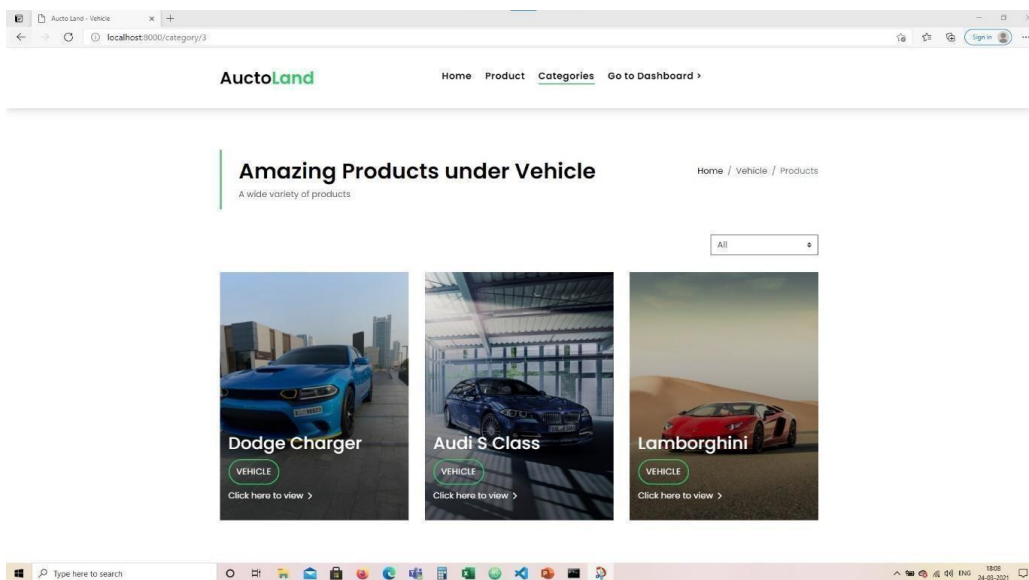 Aucto Land - Vehicle
localhost:8000/category/3
Sign in
AuctoLand
Home Product Categories Go to Dashboard >
Amazing Products under Vehicle
A wide variety of products
Home / Vehicle / Products
All
Dodge Charger
VEHICLE
Click here to view >
Audi S Class
VEHICLE
Click here to view >
Lamborghini
VEHICLE
Click here to view >
Type here to search
ENG
18:08
24-03-2021